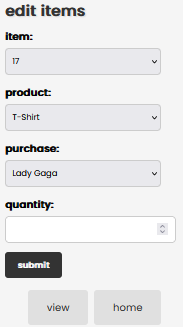 edit items
item:
17
product:
T-Shirt
purchase:
Lady Gaga
quantity:
submit
view home